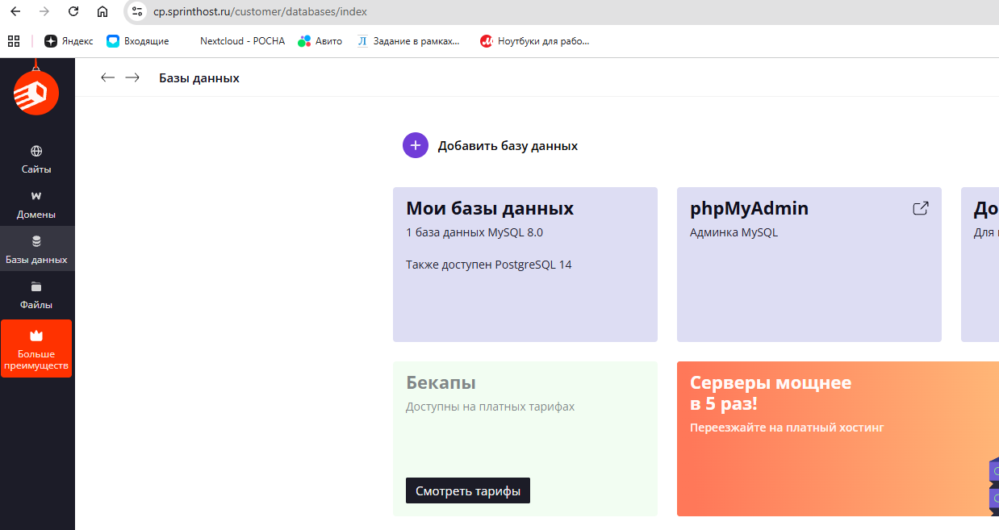 cp.sprinthost.ru/customer/databases/index
Яндекс
Входящие
Nextcloud - РОСНА
Авито
Задание в рамках...
Ноутбуки для рабо...
Базы данных
Сайты
Домены
Базы данных
Файлы
Больше
преимуществ
Добавить базу данных
Мои базы данных
1 база данных MySQL 8.0
Также доступен PostgreSQL 14
phpMyAdmin
Админка MySQL
До
Для
Бекапы
Доступны на платных тарифах
Смотреть тарифы
Серверы мощнее
в 5 раз!
Переезжайте на платный хостинг